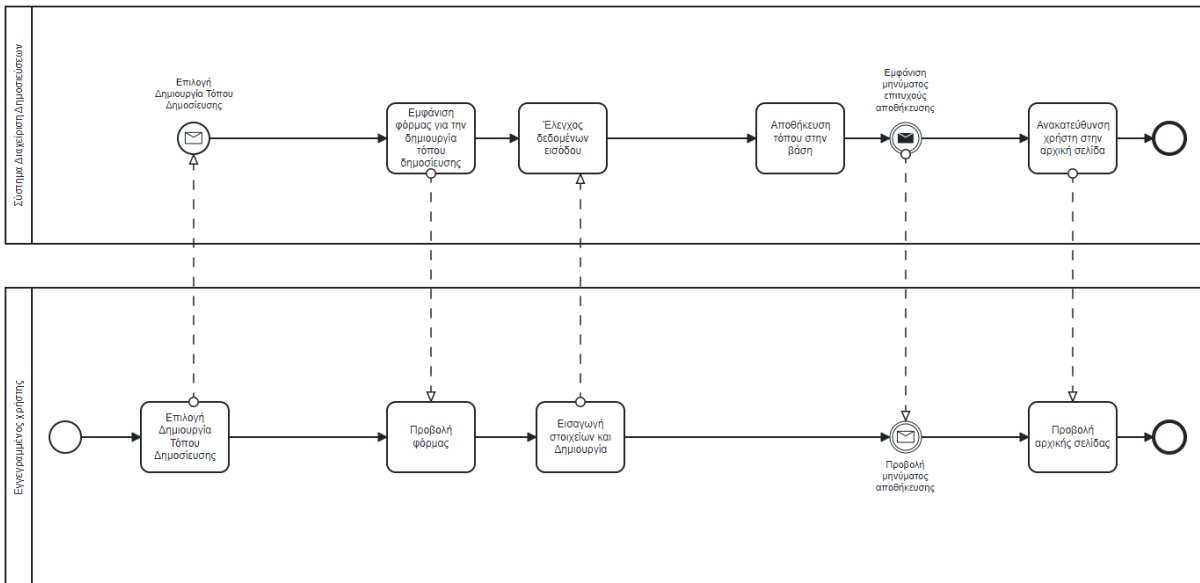 Σύστημα Διαχείριση Δημοσιεύσεων
Επιλογή
Δημιουργία Τόπου
Δημοσίευσης
Εμφάνιση
φόρμας για την
δημιουργία
τόπου
δημοσίευσης
Έλεγχος
δεδομένων
εισόδου
Αποθήκευση
τόπου στην
βάση
Εμφάνιση
μηνύματος
επιτυχούς
αποθήκευσης
Ανακατεύθυνση
χρήστη στην
αρχική σελίδα
Εγγεγραμμένος Χρήστης
Επιλογή
Δημιουργία
Τόπου
Δημοσίευσης
Προβολή
φόρμας
Εισαγωγή
στοιχείων και
Δημιουργία
Προβολή
μηνύματος
αποθήκευσης
Προβολή
αρχικής σελίδας